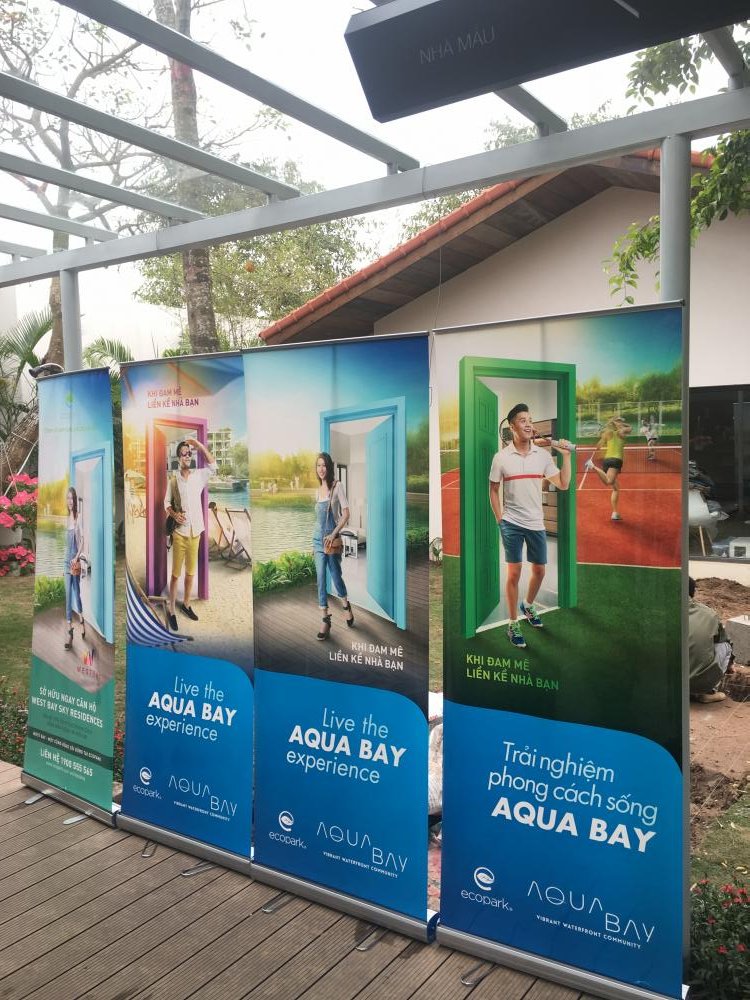 NHÀ MẪU
WESTBAY
SỞ HỮU NGAY CĂN HỘ
WEST BAY SKY RESIDENCES
LIÊN HỆ 1900 555 565
KHI ĐAM MÊ
LIỀN KỀ NHÀ BẠN
Live the
AQUA BAY
experience
ecopark
AQUA BAY
VIBRANT WATERFRONT COMMUNITY
KHI ĐAM MÊ
LIỀN KỀ NHÀ BẠN
Live the
AQUA BAY
experience
ecopark
AQUA BAY
VIBRANT WATERFRONT COMMUNITY
KHI ĐAM MÊ
LIỀN KỀ NHÀ BẠN
Trải nghiệm
phong cách sống
AQUA BAY
ecopark
AQUA BAY
VIBRANT WATERFRONT COMMUNITY